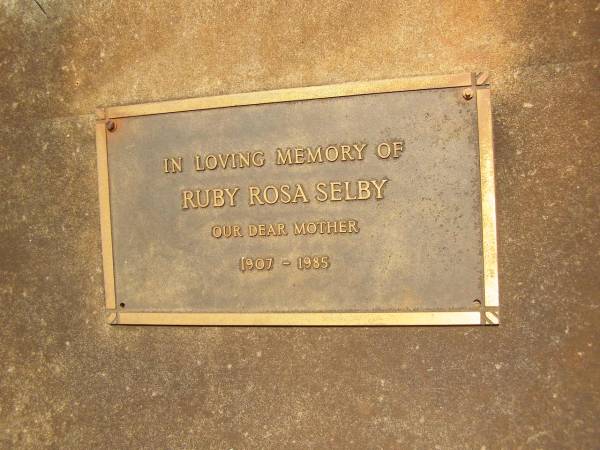 IN LOVING MEMORY OF
RUBY ROSA SELBY
OUR DEAR MOTHER
1907 - 1985